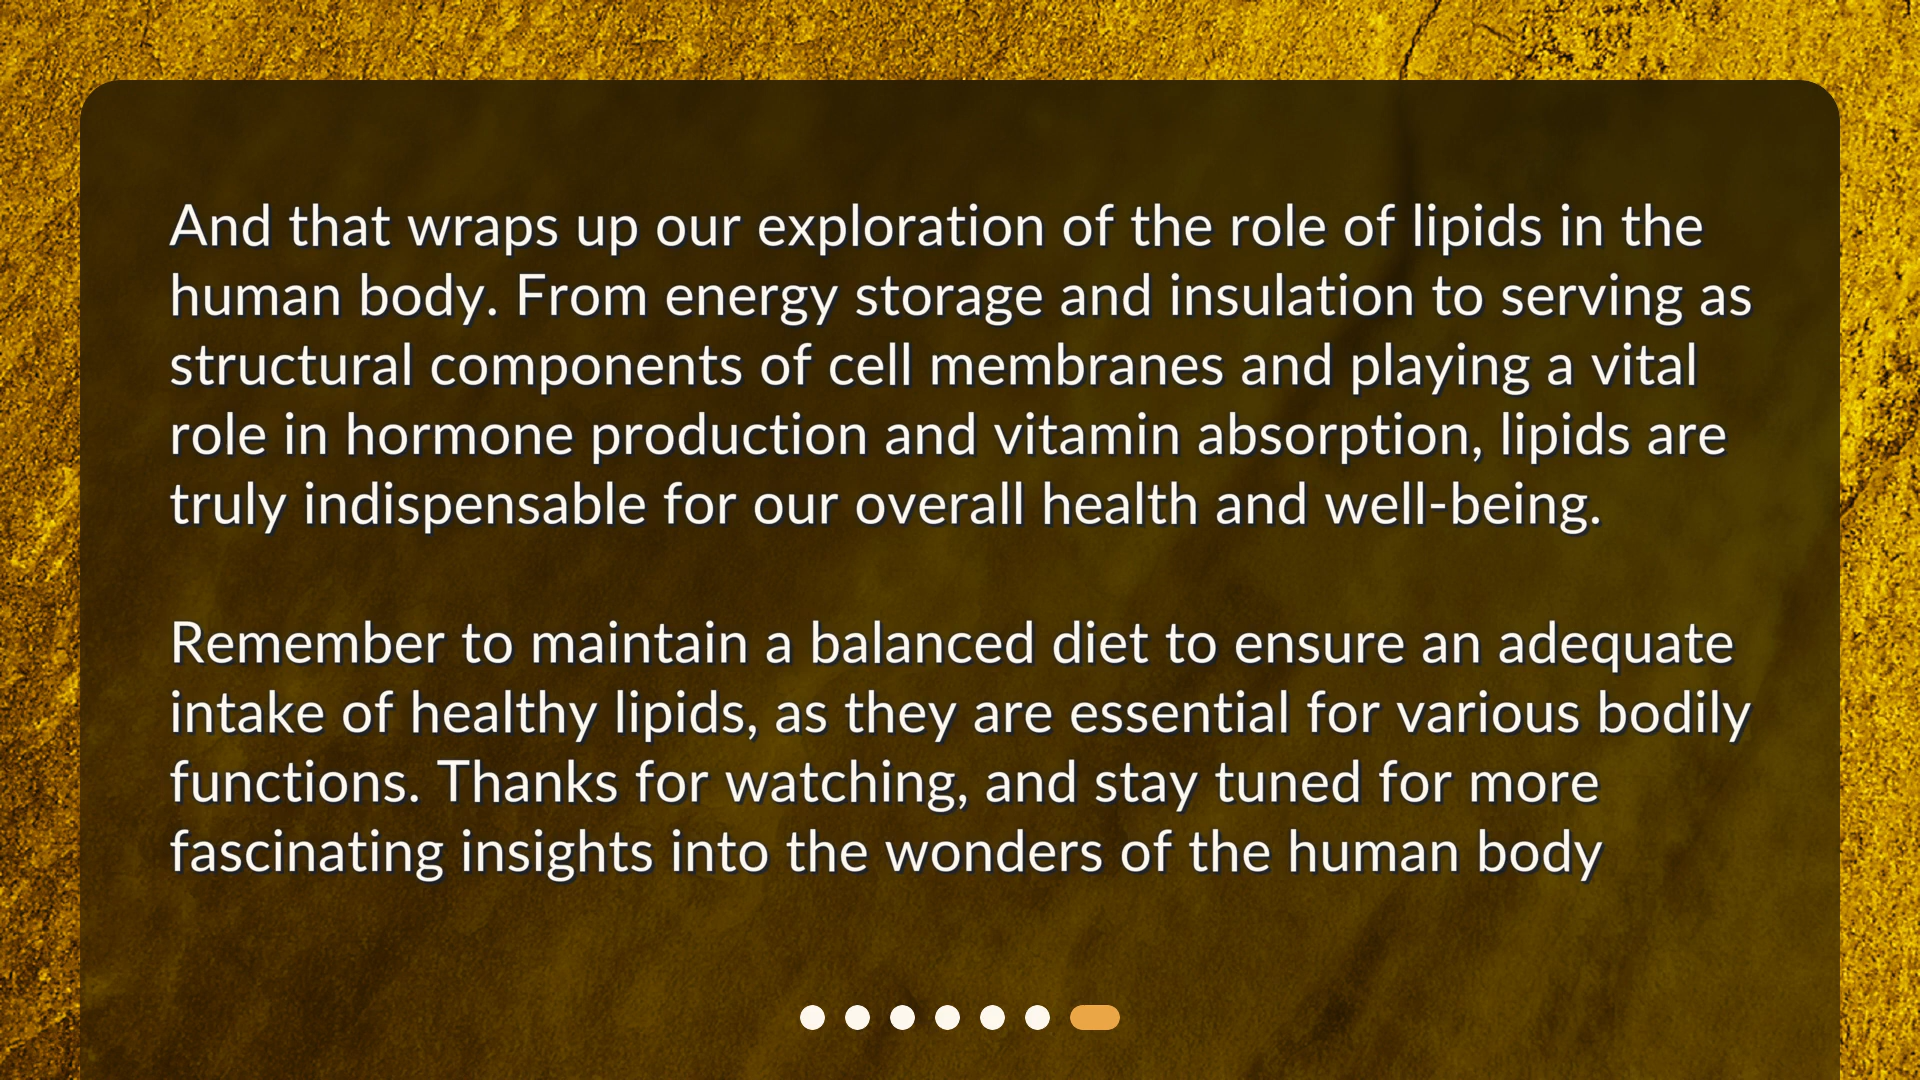 And that wraps up our exploration of the role of lipids in the
human body. From energy storage and insulation to serving as
structural components of cell membranes and playing a vital
role in hormone production and vitamin absorption, lipids are
truly indispensable for our overall health and well-being.
Remember to maintain a balanced diet to ensure an adequate
intake of healthy lipids, as they are essential for various bodily
functions. Thanks for watching, and stay tuned for more
fascinating insights into the wonders of the human body